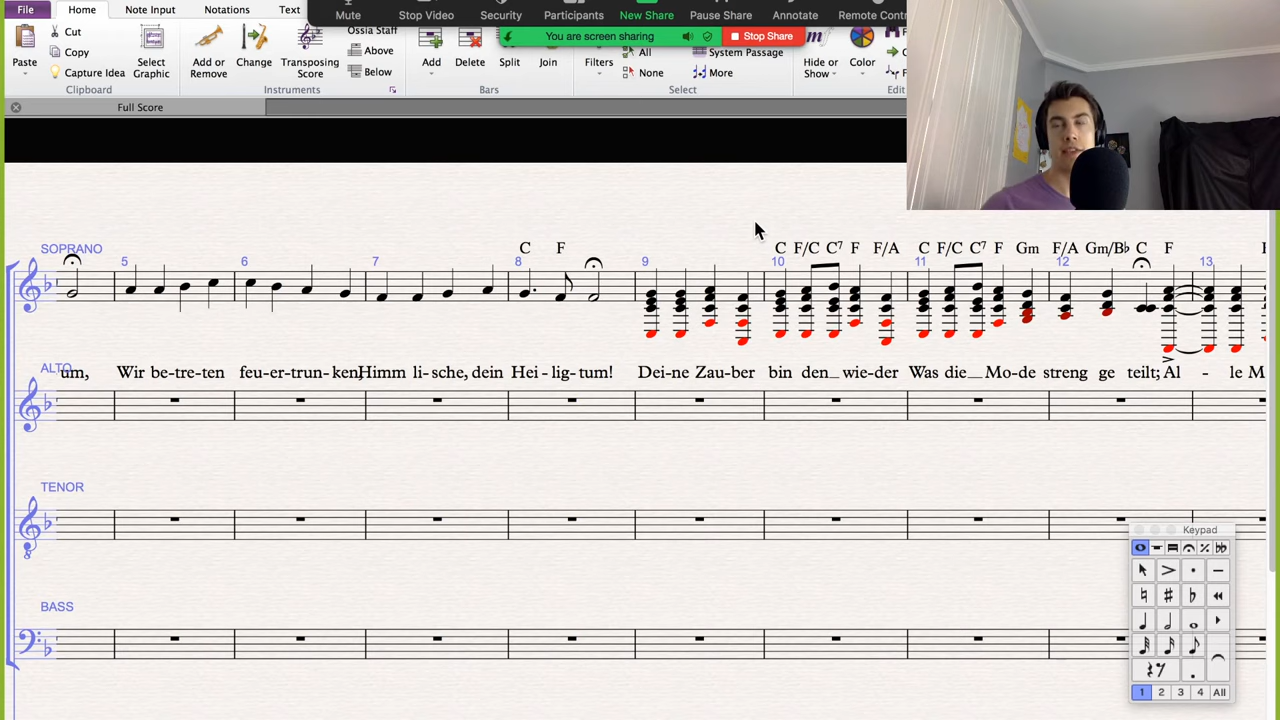 File Home Note Input Notations Text
Mute Stop Video Security Participants New Share Pause Share Annotate Remote Contr
You are screen sharing Stop Share
Paste Cut Copy Capture Idea Select Graphic
Add or Remove Change Transposing Score Ossia Staff Above Below
Add Delete Split Join
Filters All None System Passage More
Hide or Show Color
Clipboard Instruments Bars Select Edit
Full Score
SOPRANO C F C F/C C7 F F/A C F/C C7 F Gm F/A Gm/B♭ C F
5 6 7 8 9 10 11 12 13
um, Wir be-tre-ten feu-er-trun-ken, Himm li-sche, dein Hei-lig-tum! Dei-ne Zau-ber bin den_ wie-der Was die_ Mo-de streng ge teilt; Al - le M
ALTO
TENOR
8
BASS
Keypad
1 2 3 4 All